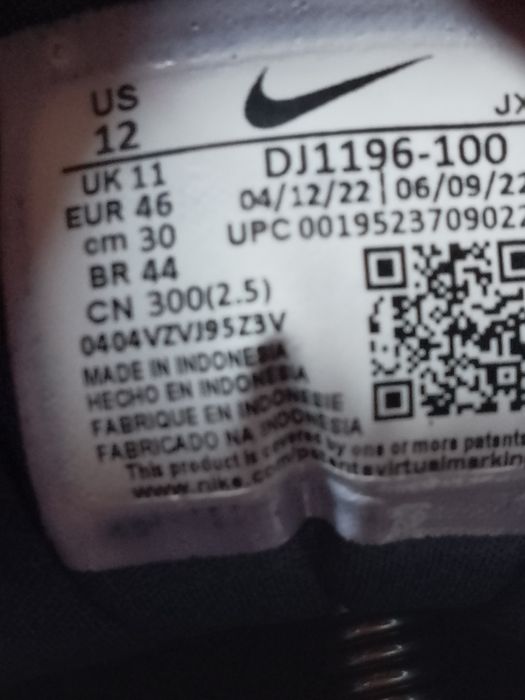 US
12
JX
DJ1196-100
UK 11
04/12/22 | 06/09/22
EUR 46
UPC 0019523709022
cm 30
BR 44
CN 300(2.5)
0404VZVJ95Z3V
MADE IN INDONESIA
HECHO EN INDONESIA
FABRIQUE EN INDONESIE
FABRICADO NA INDONESIA
This product is covered by one or more patents
www.nike.com/patentsvirtualmarking